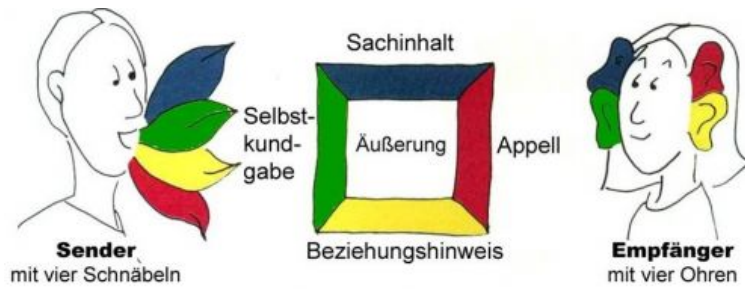 Sachinhalt
Selbst-
kund-
gabe
Äußerung
Appell
Beziehungshinweis
Sender
mit vier Schnäbeln
Empfänger
mit vier Ohren